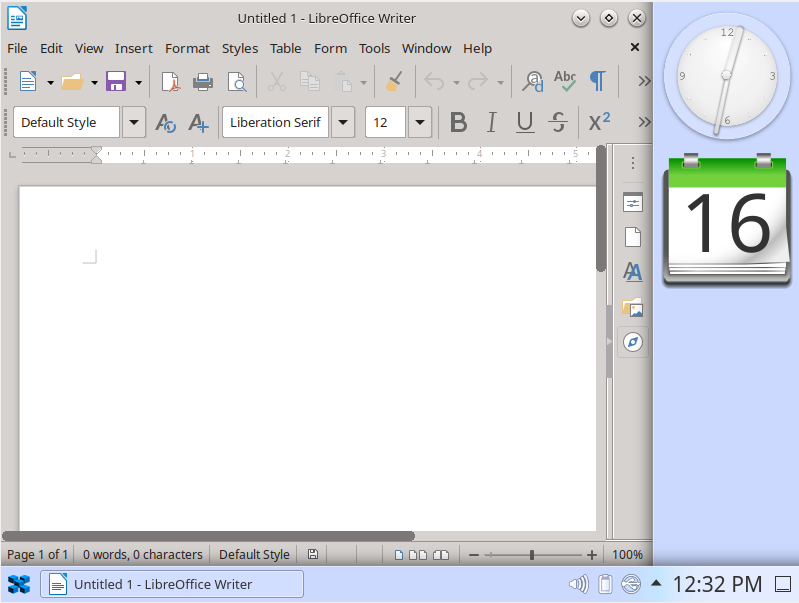 Untitled 1 - LibreOffice Writer
File Edit View Insert Format Styles Table Form Tools Window Help
Abc
Default Style Liberation Serif 12 B I U S X2
1 2 3 4 5
12
9 3
6
16
Page 1 of 1 0 words, 0 characters Default Style 100%
Untitled 1 - LibreOffice Writer 12:32 PM